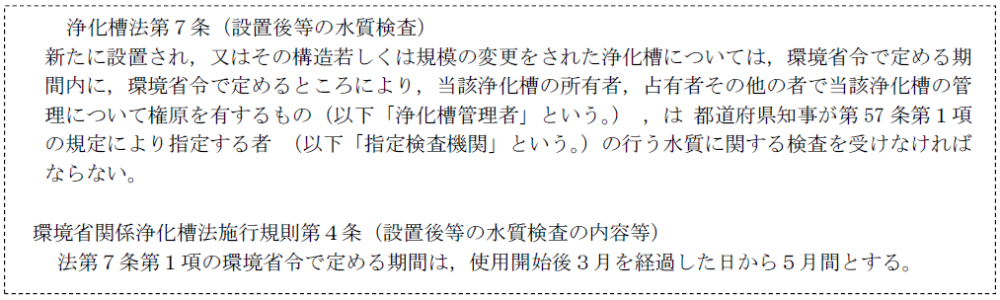 浄化槽法第７条（設置後等の水質検査）
新たに設置され，又はその構造若しくは規模の変更をされた浄化槽については，環境省令で定める期
間内に，環境省令で定めるところにより，当該浄化槽の所有者，占有者その他の者で当該浄化槽の管
理について権原を有するもの（以下「浄化槽管理者」という。），は 都道府県知事が第 57 条第１項
の規定により指定する者 （以下「指定検査機関」という。）の行う水質に関する検査を受けなければ
ならない。
環境省関係浄化槽法施行規則第４条（設置後等の水質検査の内容等）
法第７条第１項の環境省令で定める期間は，使用開始後３月を経過した日から５月間とする。